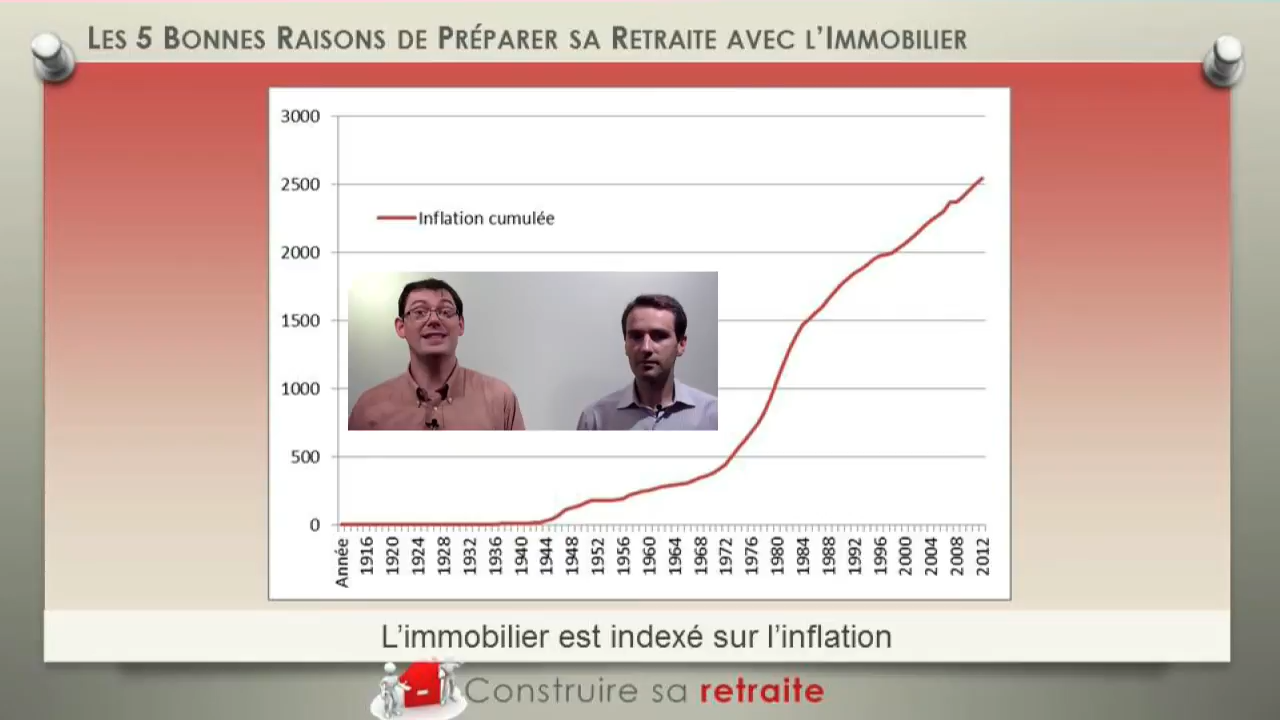 LES 5 BONNES RAISONS DE PRÉPARER SA RETRAITE AVEC L'IMMOBILIER
3000
2500
2000
1500
1000
500
0
Inflation cumulée
Année 1916 1920 1924 1928 1932 1936 1940 1944 1948 1952 1956 1960 1964 1968 1972 1976 1980 1984 1988 1992 1996 2000 2004 2008 2012
L'immobilier est indexé sur l'inflation
Construire sa retraite